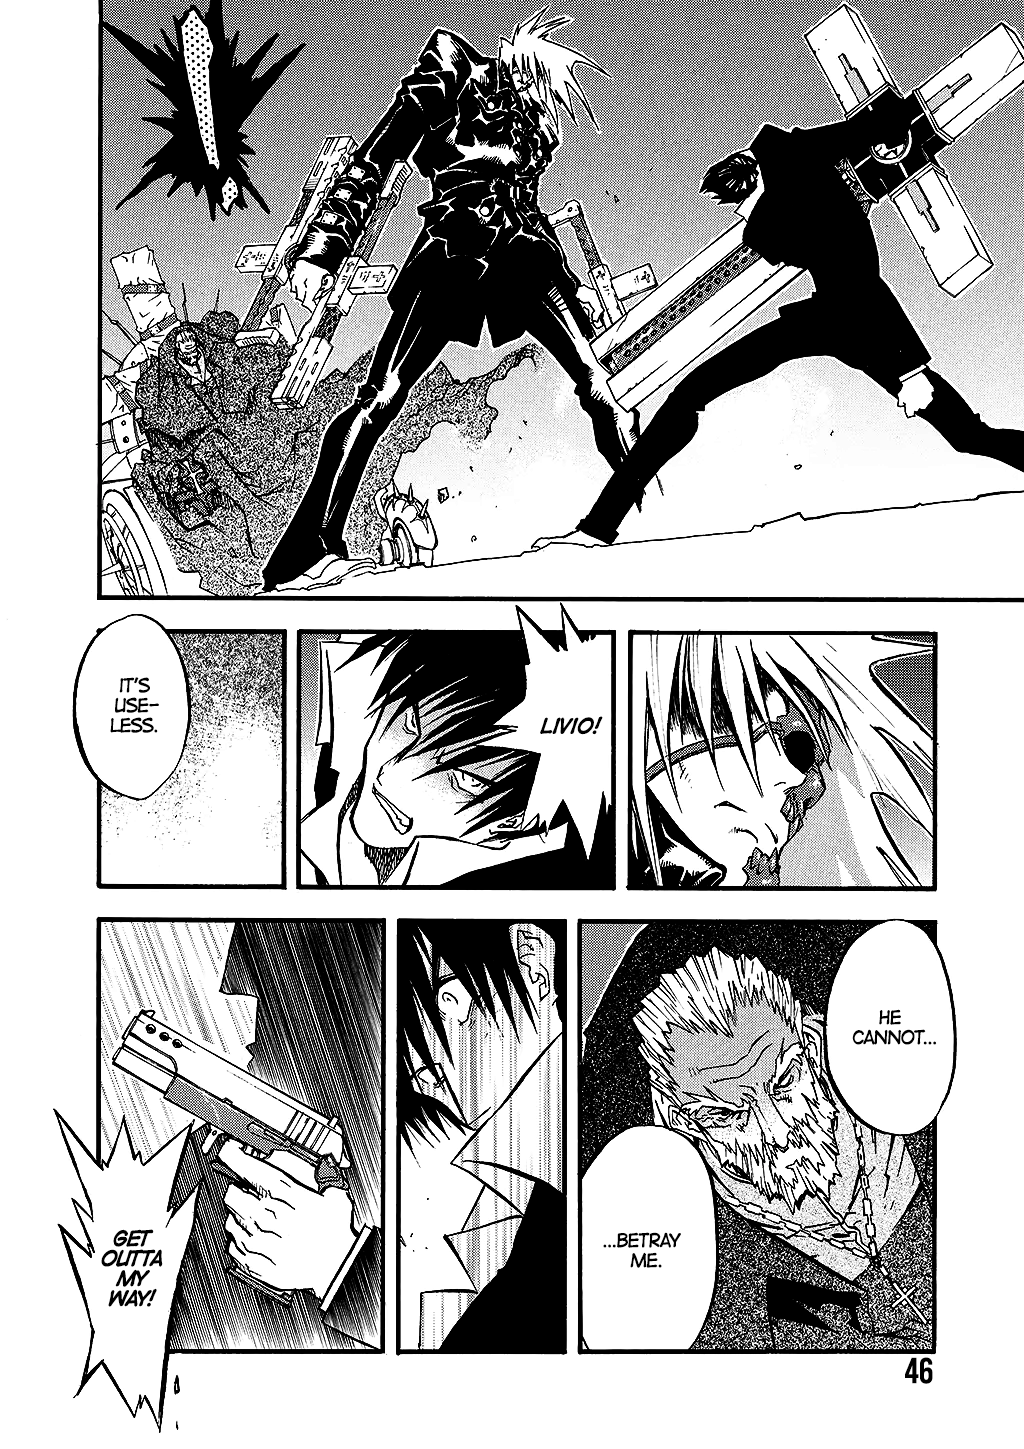 LIVIO!
IT'S
USE-
LESS.
HE
CANNOT...
...BETRAY
ME.
GET
OUTTA
MY
WAY!
46